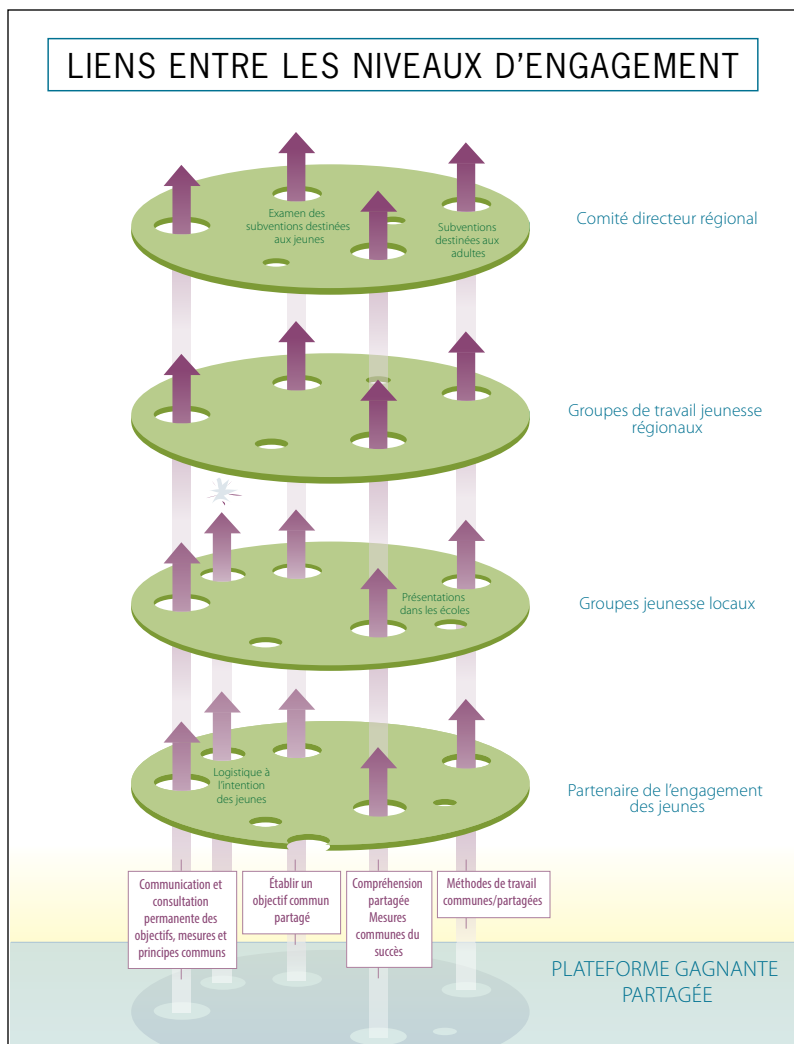 LIENS ENTRE LES NIVEAUX D'ENGAGEMENT
Examen des
subventions destinées
aux jeunes
Subventions
destinées aux
adultes
Comité directeur régional
Groupes de travail jeunesse
régionaux
Présentations
dans les écoles
Groupes jeunesse locaux
Logistique à
l'intention
des jeunes
Partenaire de l'engagement
des jeunes
Communication et
consultation
permanente des
objectifs, mesures et
principes communs
Établir un
objectif commun
partagé
Compréhension
partagée
Mesures
communes du
succès
Méthodes de travail
communes/partagées
PLATEFORME GAGNANTE
PARTAGÉE